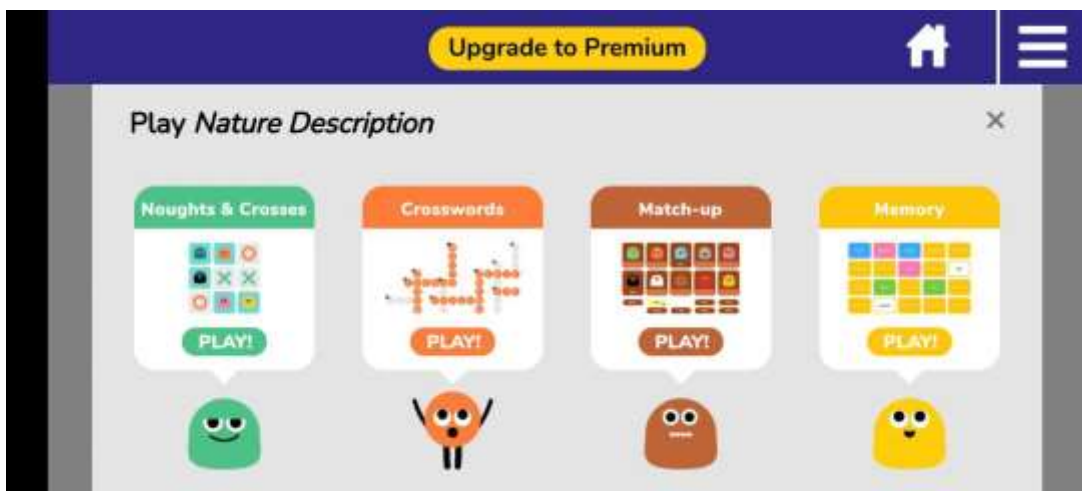 Upgrade to Premium
Play Nature Description
Noughts & Crosses
Crosswords
Match-up
Memory
PLAY!
PLAY!
PLAY!
PLAY!